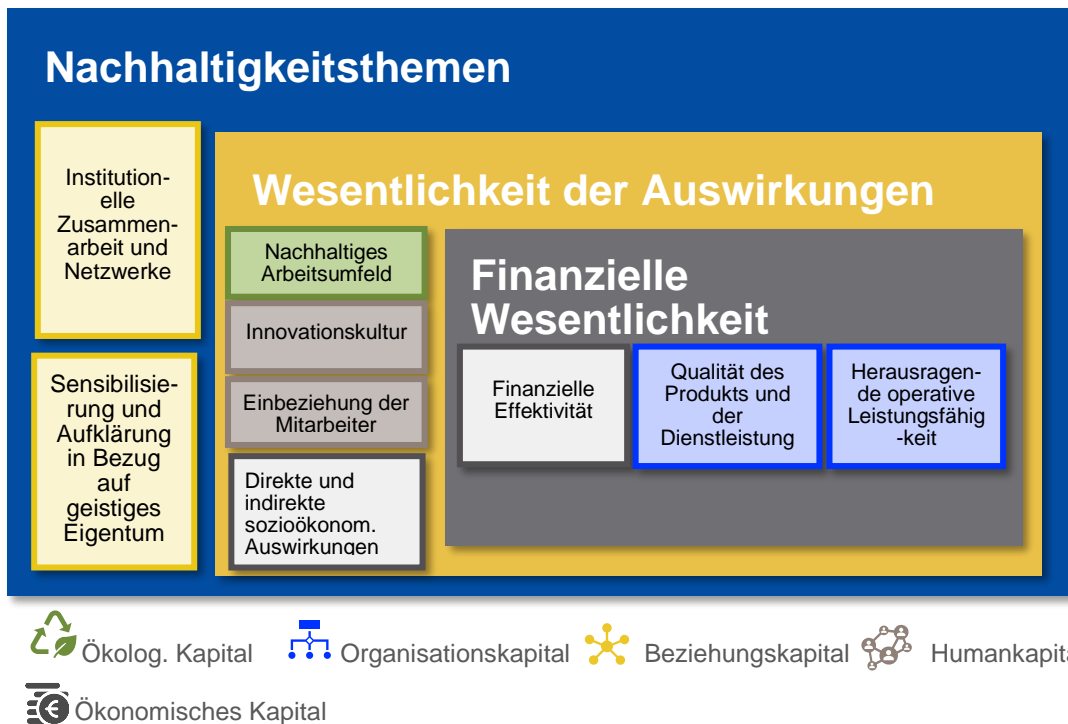 Nachhaltigkeitsthemen
Institution-
elle
Zusammen-
arbeit und
Netzwerke
Sensibilisie-
rung und
Aufklärung
in Bezug
auf
geistiges
Eigentum
Wesentlichkeit der Auswirkungen
Nachhaltiges
Arbeitsumfeld
Innovationskultur
Einbeziehung der
Mitarbeiter
Direkte und
indirekte
sozioökonom.
Auswirkungen
Finanzielle
Wesentlichkeit
Finanzielle
Effektivität
Qualität des
Produkts und
der
Dienstleistung
Herausragen-
de operative
Leistungsfähig
-keit
Ökolog. Kapital
Organisationskapital
Beziehungskapital
Humankapita
Ökonomisches Kapital